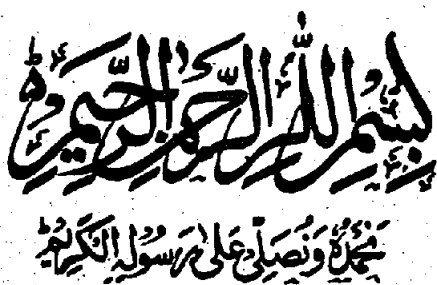 بِسْمِ اللّٰهِ الرَّحْمٰنِ الرَّحِيْمِ
نَحْمَدُهٗ وَنُصَلِّیْ عَلٰی رَسُوْلِهِ الْكَرِيْمِ